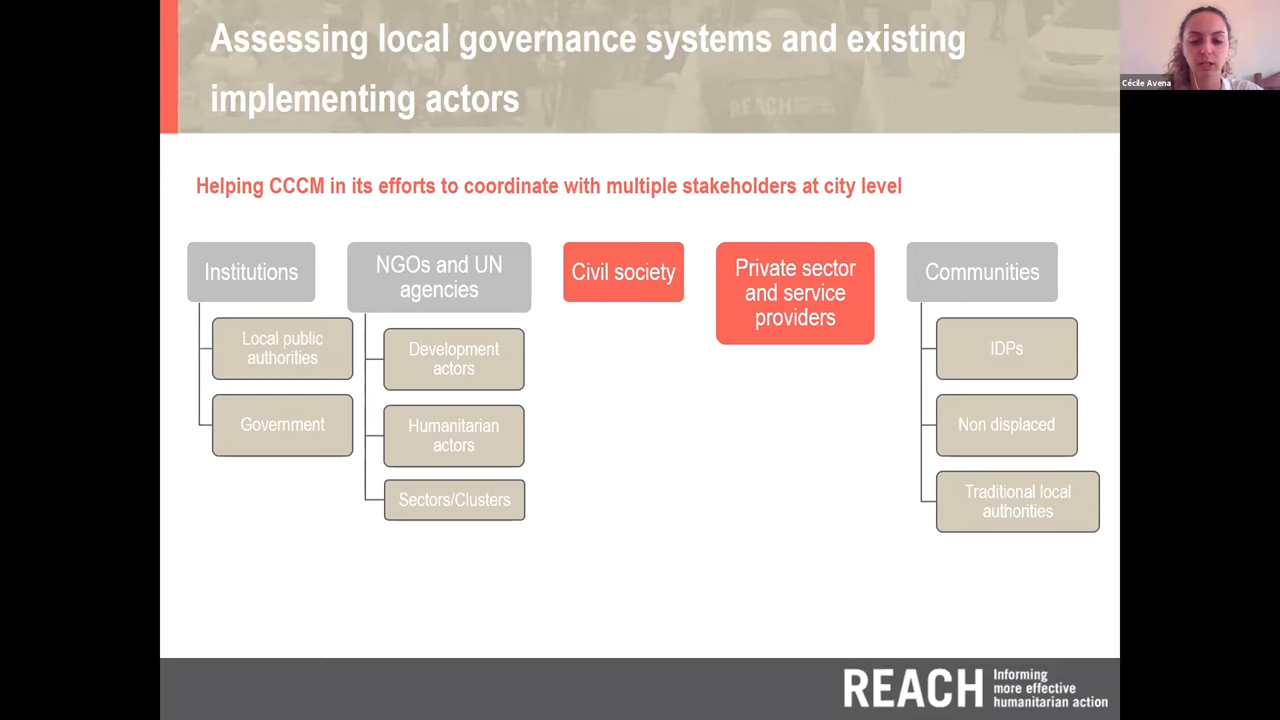 Assessing local governance systems and existing
implementing actors
REACH
Cécile Avena
Helping CCCM in its efforts to coordinate with multiple stakeholders at city level
Institutions
Local public
authorities
Government
NGOs and UN
agencies
Development
actors
Humanitarian
actors
Sectors/Clusters
Civil society
Private sector
and service
providers
Communities
IDPs
Non displaced
Traditional local
authorities
REACH
Informing
more effective
humanitarian action